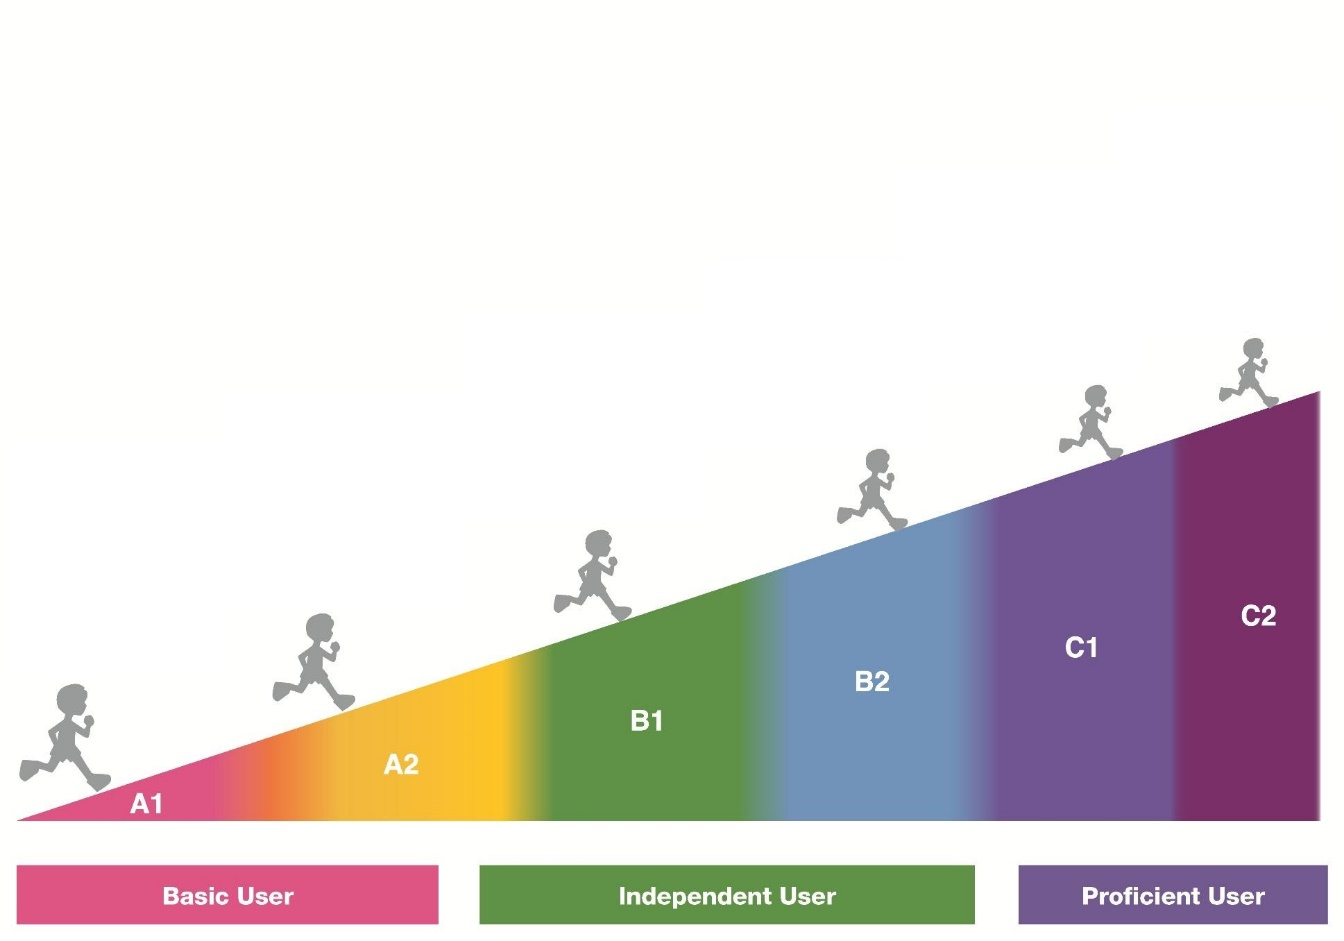 A1
A2
B1
B2
C1
C2
Basic User
Independent User
Proficient User